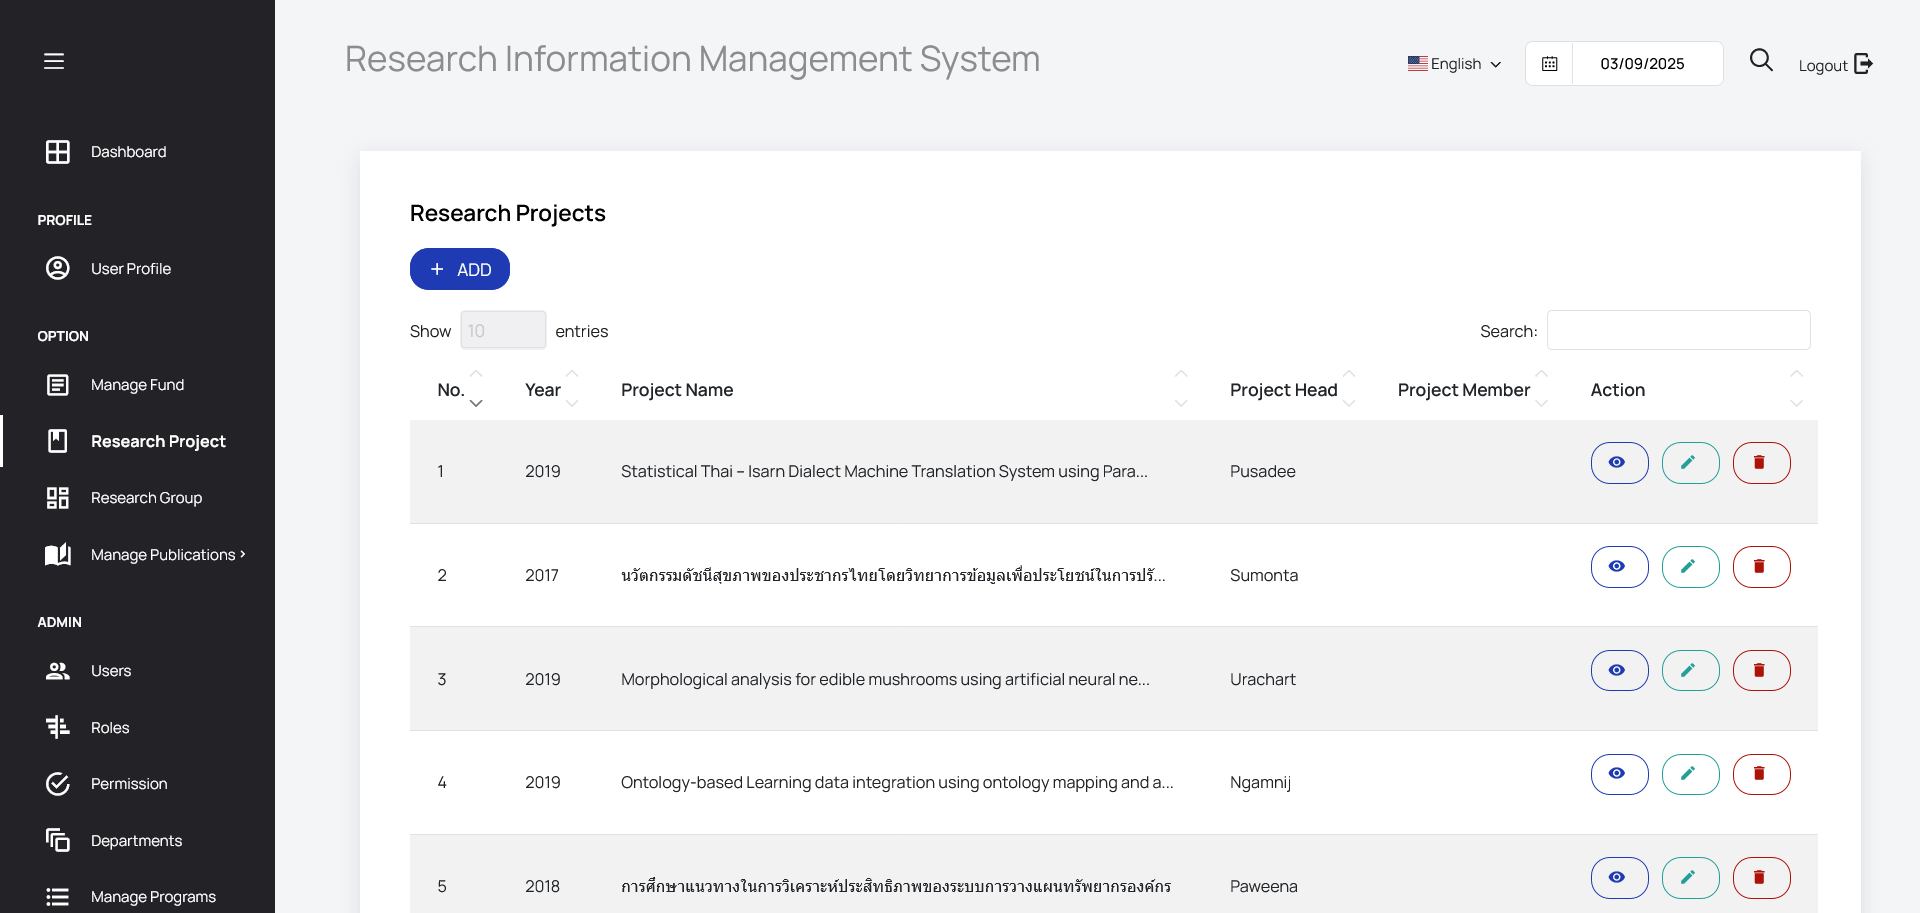 Research Information Management System
English
03/09/2025
Logout
Dashboard
PROFILE
User Profile
OPTION
Manage Fund
Research Project
Research Group
Manage Publications
ADMIN
Users
Roles
Permission
Departments
Manage Programs
Research Projects
+ ADD
Show 10 entries
Search:
No. Year Project Name Project Head Project Member Action
1 2019 Statistical Thai – Isarn Dialect Machine Translation System using Para... Pusadee
2 2017 นวัตกรรมดัชนีสุขภาพของประชากรไทยโดยวิทยาการข้อมูลเพื่อประโยชน์ในการปรั... Sumonta
3 2019 Morphological analysis for edible mushrooms using artificial neural ne... Urachart
4 2019 Ontology-based Learning data integration using ontology mapping and a... Ngamnij
5 2018 การศึกษาแนวทางในการวิเคราะห์ประสิทธิภาพของระบบการวางแผนทรัพยากรองค์กร Paweena